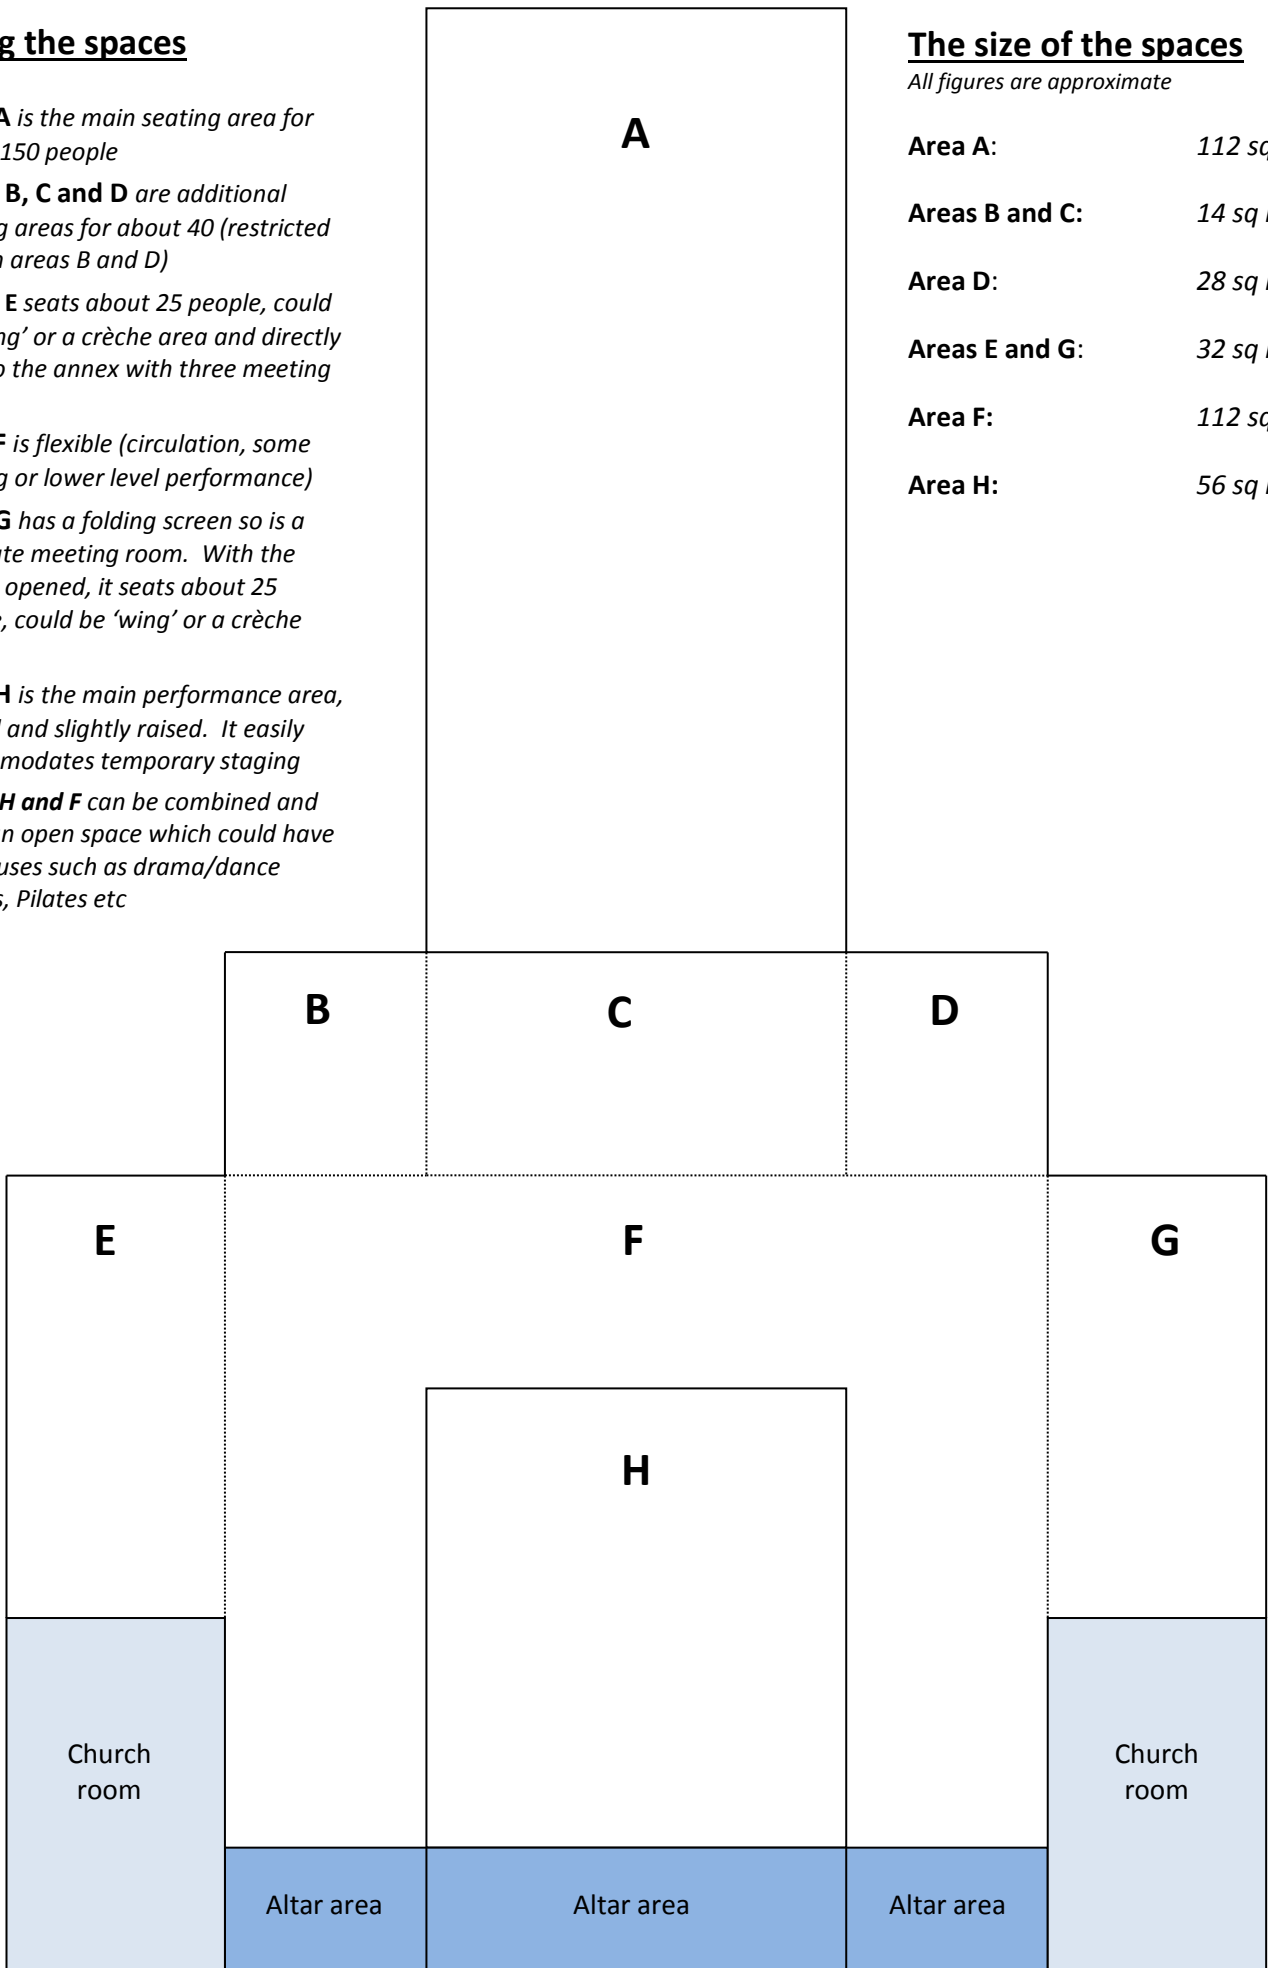 g the spaces
A is the main seating area for
150 people
B, C and D are additional
g areas for about 40 (restricted
n areas B and D)
E seats about 25 people, could
ng’ or a crèche area and directly
o the annex with three meeting
F is flexible (circulation, some
g or lower level performance)
G has a folding screen so is a
ate meeting room.  With the
opened, it seats about 25
e, could be ‘wing’ or a crèche
H is the main performance area,
d and slightly raised.  It easily
modates temporary staging
H and F can be combined and
n open space which could have
uses such as drama/dance
s, Pilates etc
The size of the spaces
All figures are approximate
Area A: 112 sq
Areas B and C: 14 sq
Area D: 28 sq
Areas E and G: 32 sq
Area F: 112 sq
Area H: 56 sq
A
B C D
E F G
H
Church
room
Church
room
Altar area Altar area Altar area